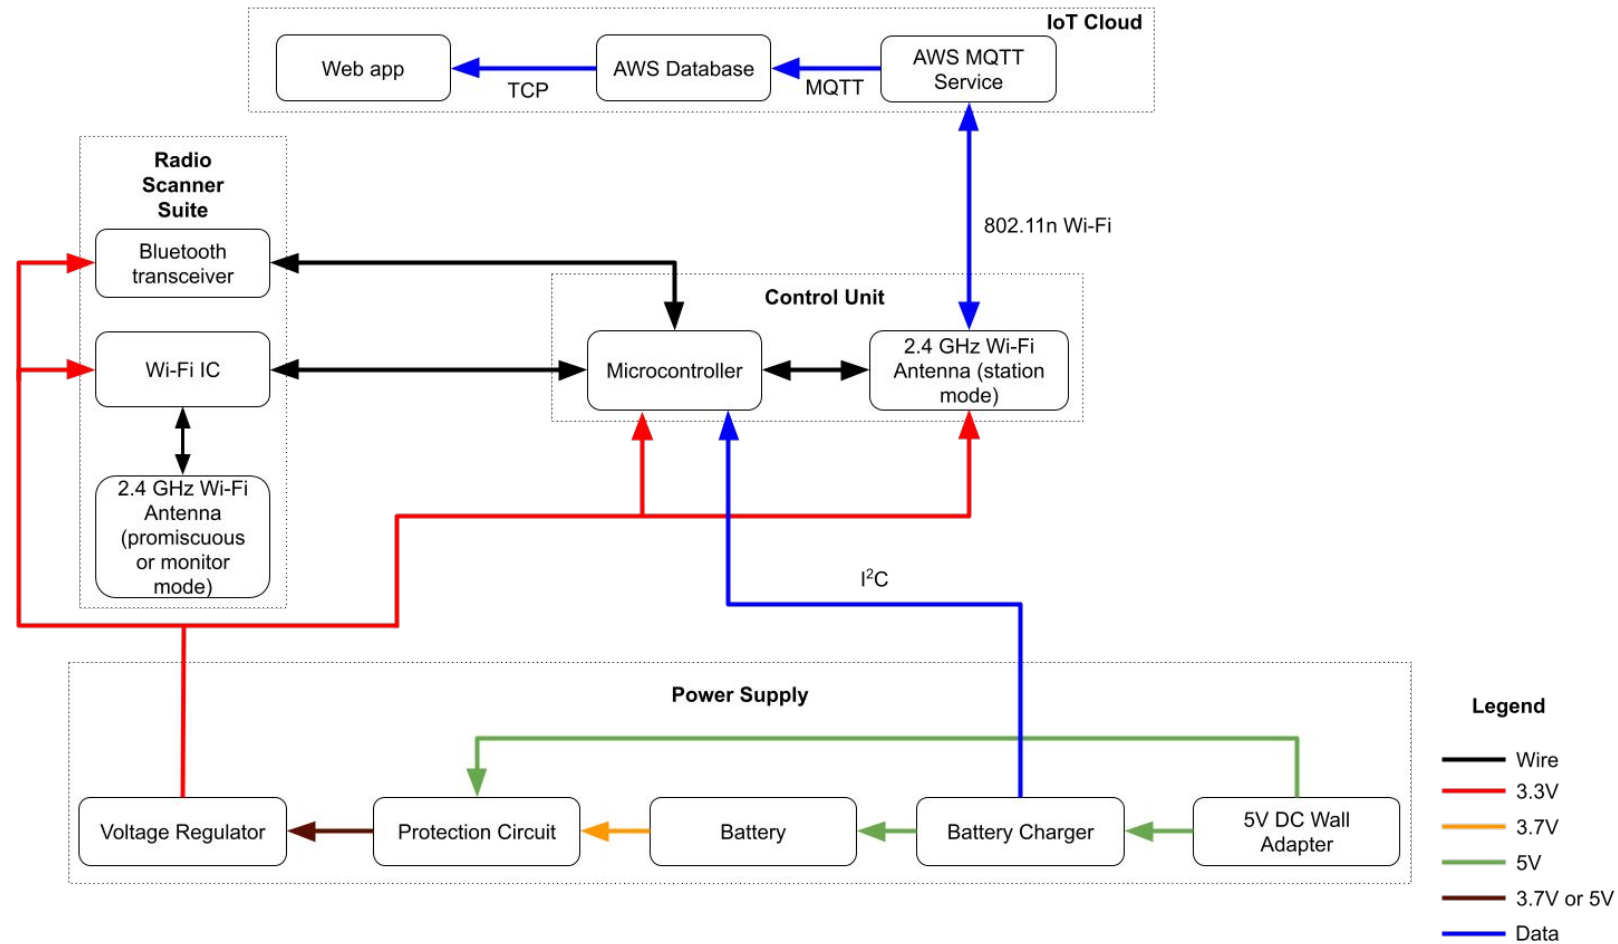 IoT Cloud
Web app
TCP
AWS Database
MQTT
AWS MQTT
Service
802.11n Wi-Fi
Radio
Scanner
Suite
Bluetooth
transceiver
Wi-Fi IC
2.4 GHz Wi-Fi
Antenna
(promiscuous
or monitor
mode)
Control Unit
Microcontroller
2.4 GHz Wi-Fi
Antenna (station
mode)
I²C
Power Supply
Voltage Regulator
Protection Circuit
Battery
Battery Charger
5V DC Wall
Adapter
Legend
Wire
3.3V
3.7V
5V
3.7V or 5V
Data